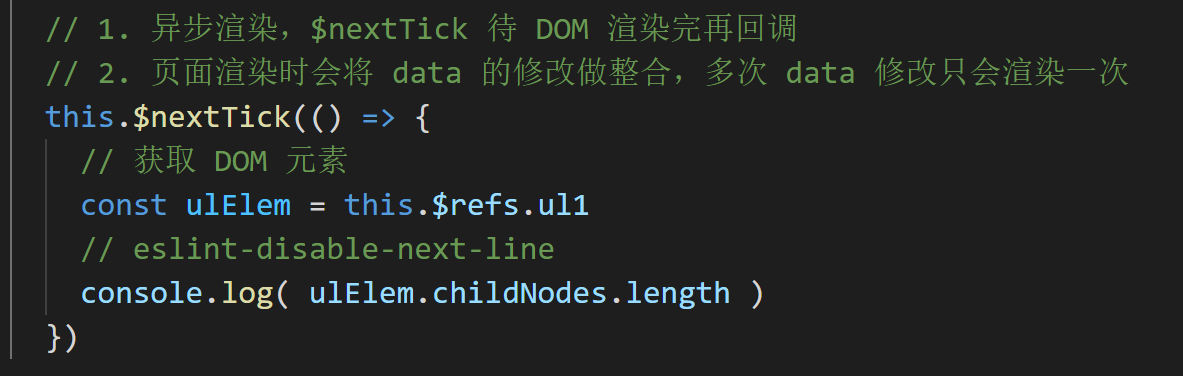 // 1. 异步渲染，$nextTick 待 DOM 渲染完再回调
// 2. 页面渲染时会将 data 的修改做整合，多次 data 修改只会渲染一次
this.$nextTick(() => {
  // 获取 DOM 元素
  const ulElem = this.$refs.ul1
  // eslint-disable-next-line
  console.log( ulElem.childNodes.length )
})